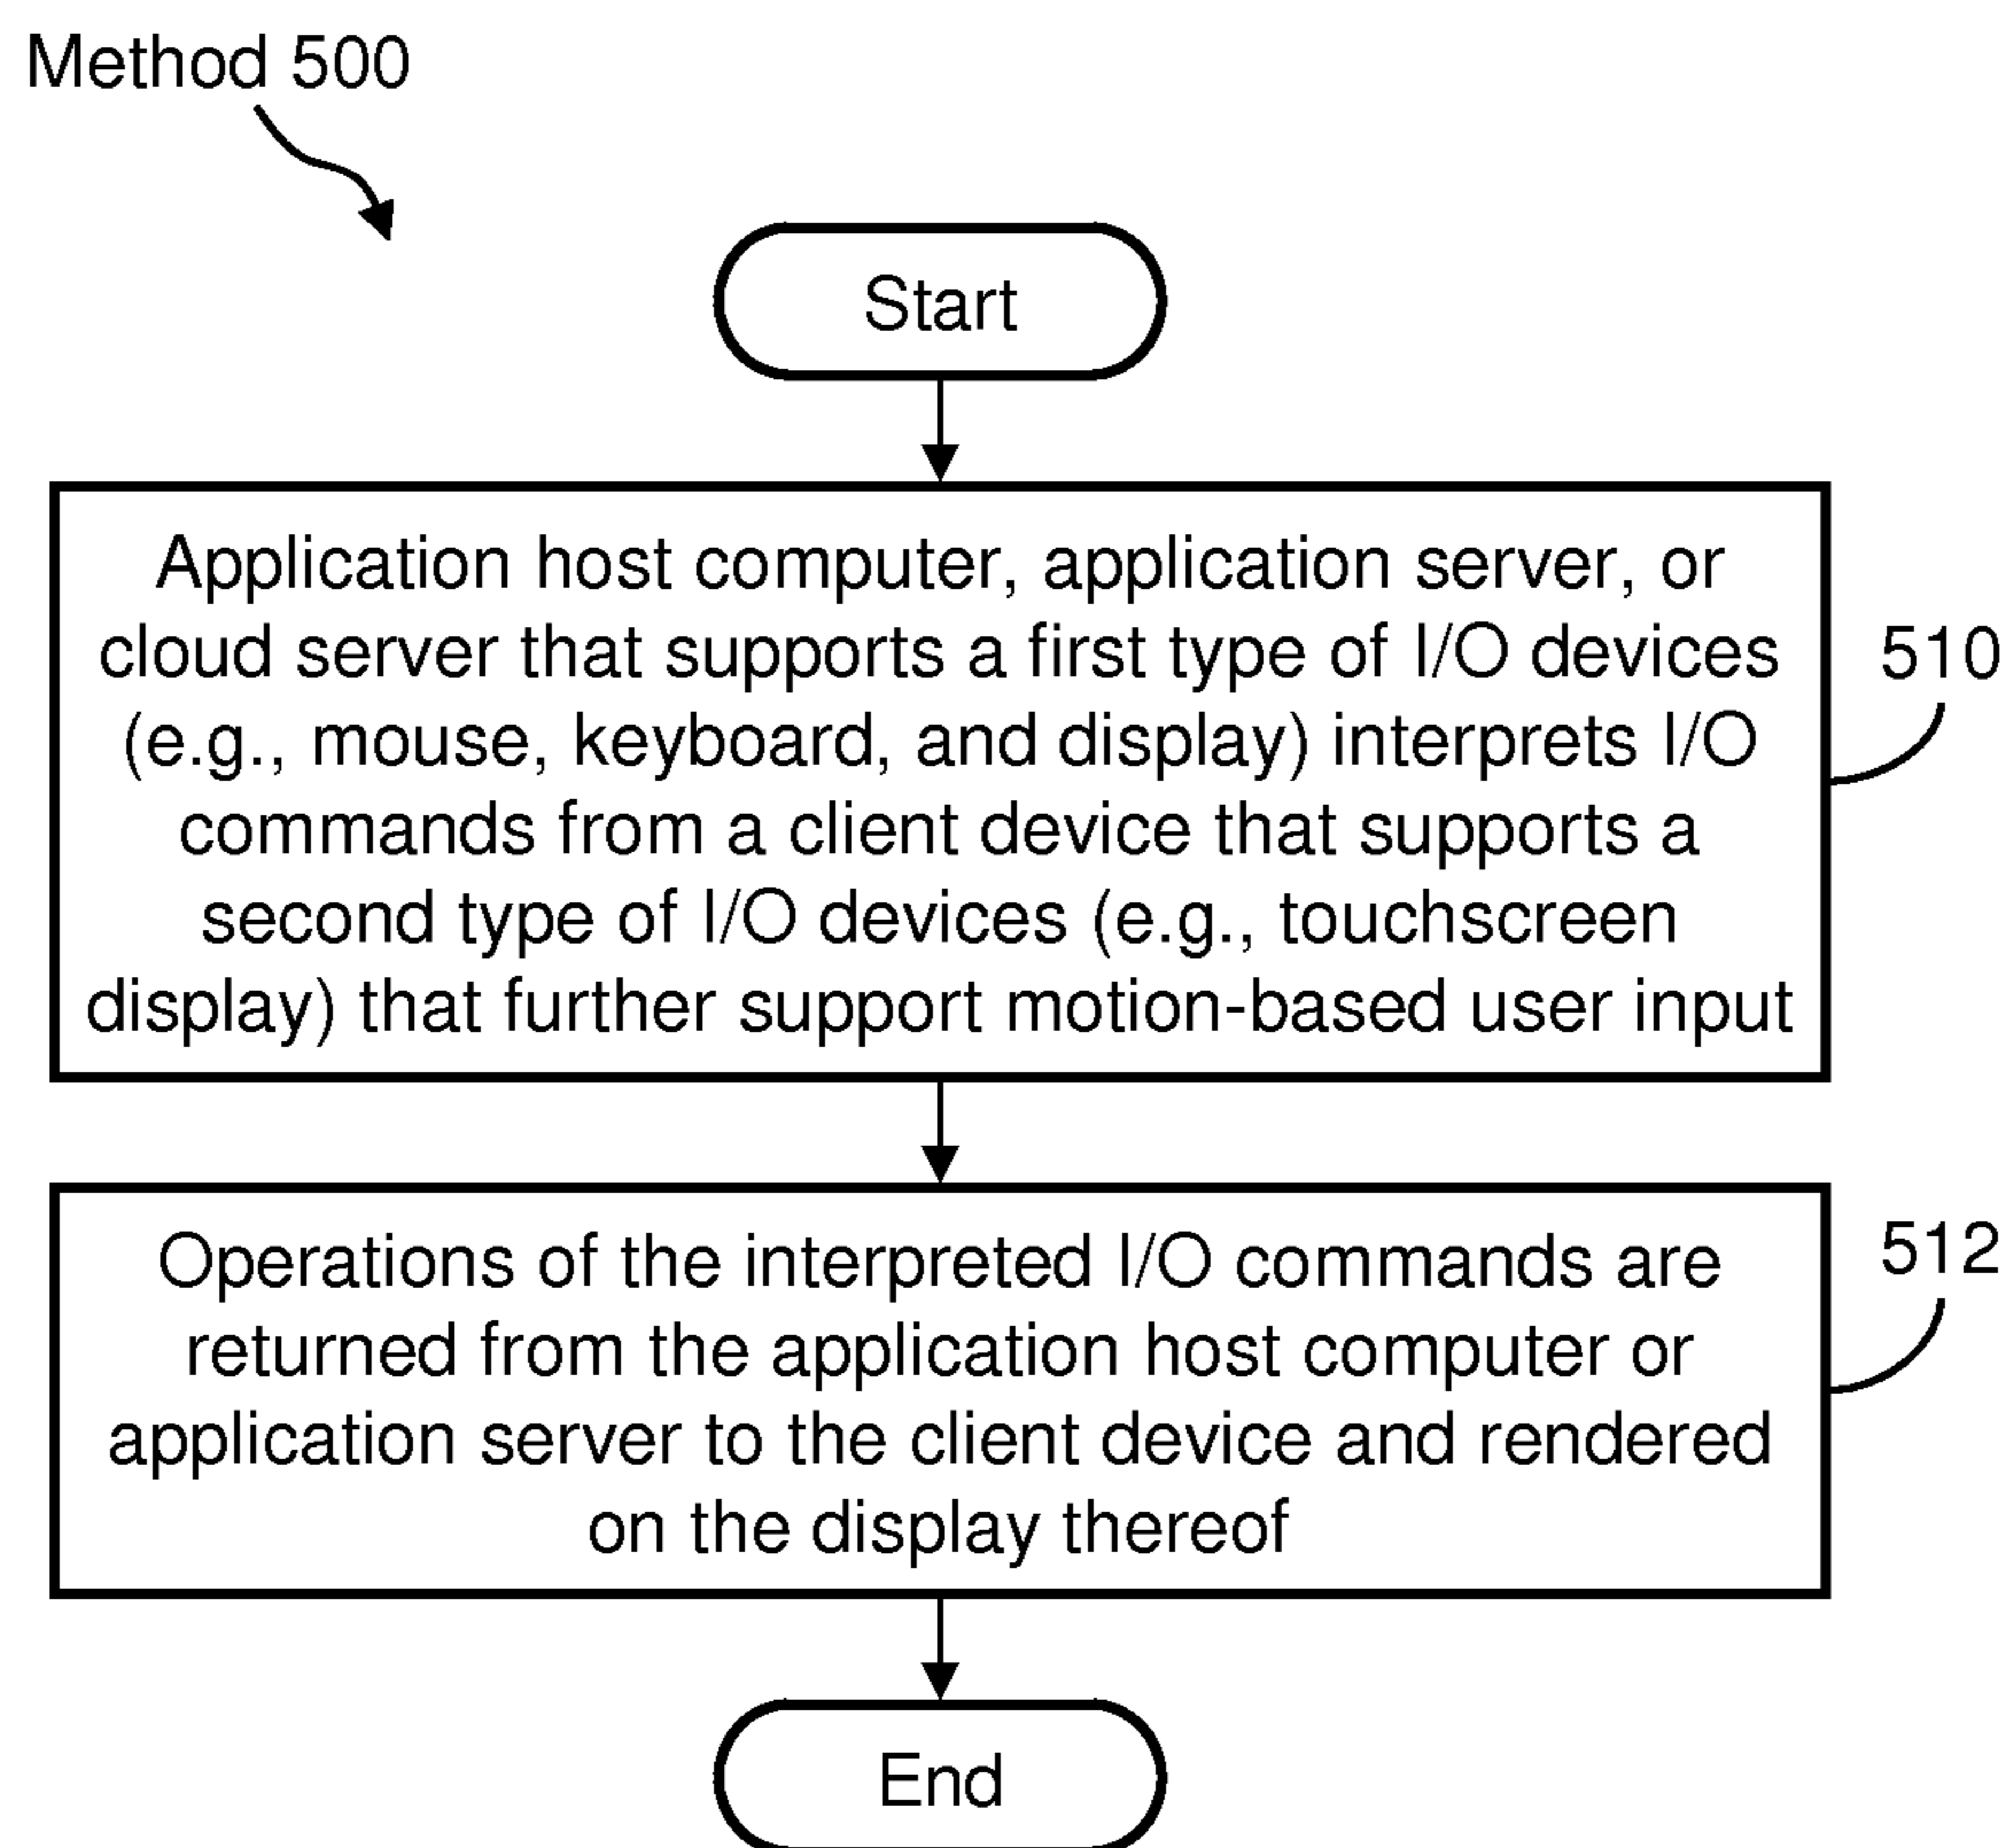 Method 500
Start
Application host computer, application server, or
cloud server that supports a first type of I/O devices
(e.g., mouse, keyboard, and display) interprets I/O
commands from a client device that supports a
second type of I/O devices (e.g., touchscreen
display) that further support motion-based user input
510
Operations of the interpreted I/O commands are
returned from the application host computer or
application server to the client device and rendered
on the display thereof
512
End